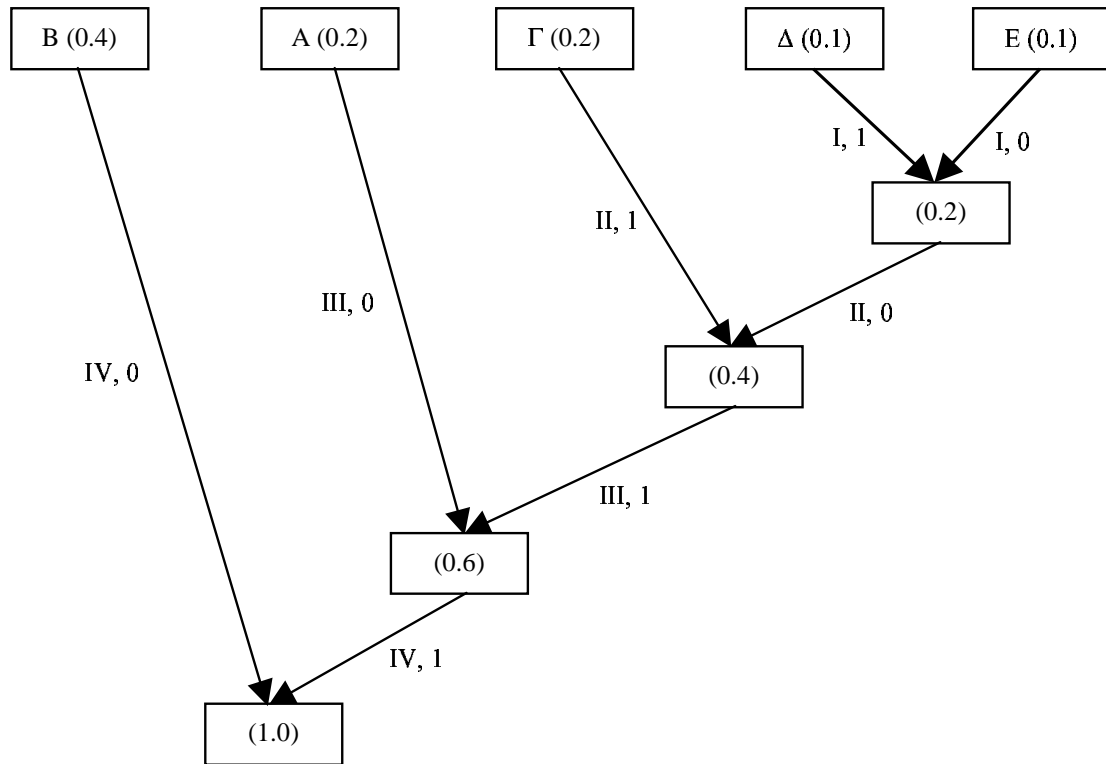 Β (0.4)
Α (0.2)
Γ (0.2)
Δ (0.1)
Ε (0.1)
I, 1
I, 0
(0.2)
II, 1
II, 0
III, 0
(0.4)
IV, 0
III, 1
(0.6)
IV, 1
(1.0)